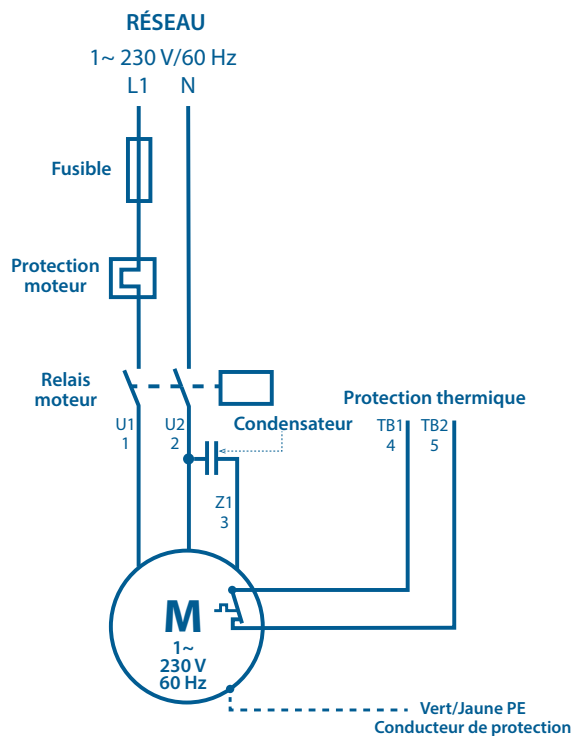 RÉSEAU
1~ 230 V/60 Hz
L1 N
Fusible
Protection
moteur
Relais
moteur
Protection thermique
U1 U2 Condensateur TB1 TB2
1 2 4 5
Z1
3
M
1~
230 V
60 Hz
Vert/Jaune PE
Conducteur de protection